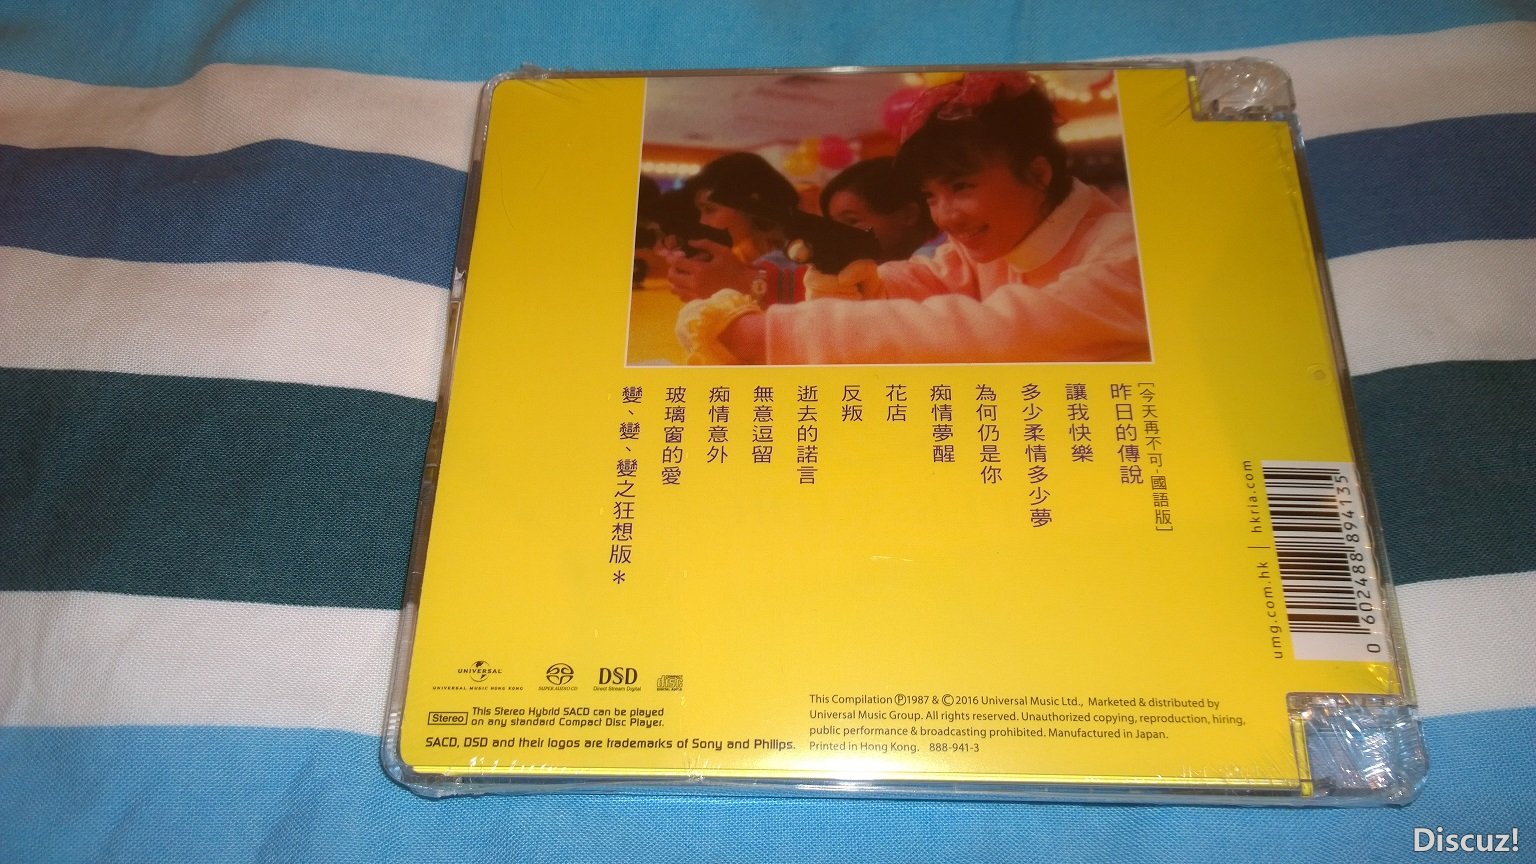 昨日的傳說
[今天再不可-國語版]
讓我快樂
多少柔情多少夢
為何仍是你
痴情夢醒
花店
反叛
逝去的諾言
無意逗留
痴情意外
玻璃窗的愛
變、變、變之狂想版*
umg.com.hk | hkria.com
0 602488 894135
UNIVERSAL
UNIVERSAL MUSIC HONG KONG
SUPER AUDIO CD
DSD
Direct Stream Digital
Stereo
This Stereo Hybrid SACD can be played
on any standard Compact Disc Player.
SACD, DSD and their logos are trademarks of Sony and Philips.
This Compilation Ⓟ1987 & © 2016 Universal Music Ltd., Marketed & distributed by
Universal Music Group. All rights reserved. Unauthorized copying, reproduction, hiring,
public performance & broadcasting prohibited. Manufactured in Japan.
Printed in Hong Kong. 888-941-3
Discuz!